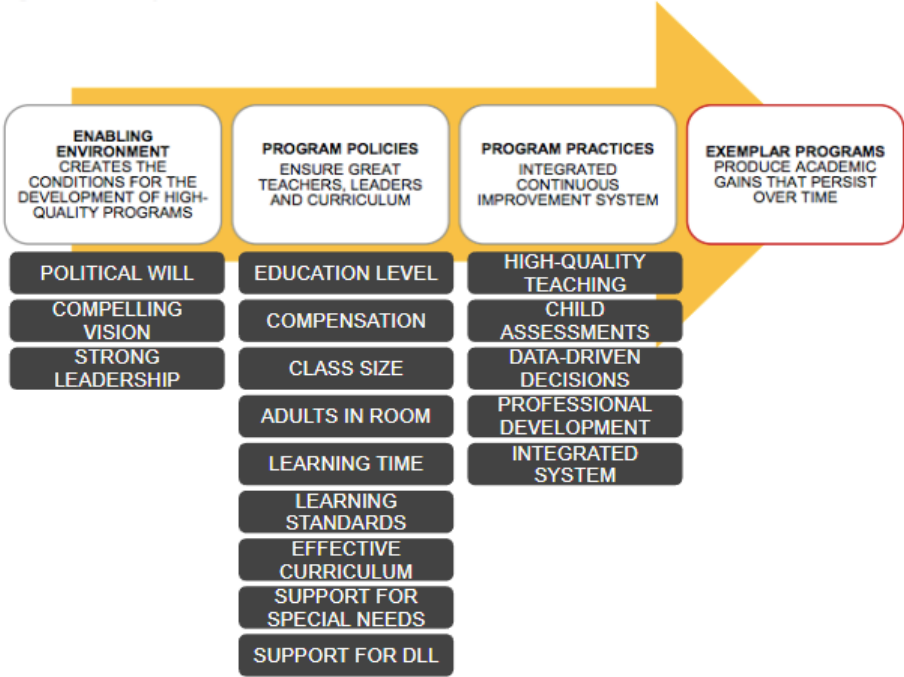 ENABLING
ENVIRONMENT
CREATES THE
CONDITIONS FOR THE
DEVELOPMENT OF HIGH-
QUALITY PROGRAMS
POLITICAL WILL
COMPELLING
VISION
STRONG
LEADERSHIP
PROGRAM POLICIES
ENSURE GREAT
TEACHERS, LEADERS
AND CURRICULUM
EDUCATION LEVEL
COMPENSATION
CLASS SIZE
ADULTS IN ROOM
LEARNING TIME
LEARNING
STANDARDS
EFFECTIVE
CURRICULUM
SUPPORT FOR
SPECIAL NEEDS
SUPPORT FOR DLL
PROGRAM PRACTICES
INTEGRATED
CONTINUOUS
IMPROVEMENT SYSTEM
HIGH-QUALITY
TEACHING
CHILD
ASSESSMENTS
DATA-DRIVEN
DECISIONS
PROFESSIONAL
DEVELOPMENT
INTEGRATED
SYSTEM
EXEMPLAR PROGRAMS
PRODUCE ACADEMIC
GAINS THAT PERSIST
OVER TIME